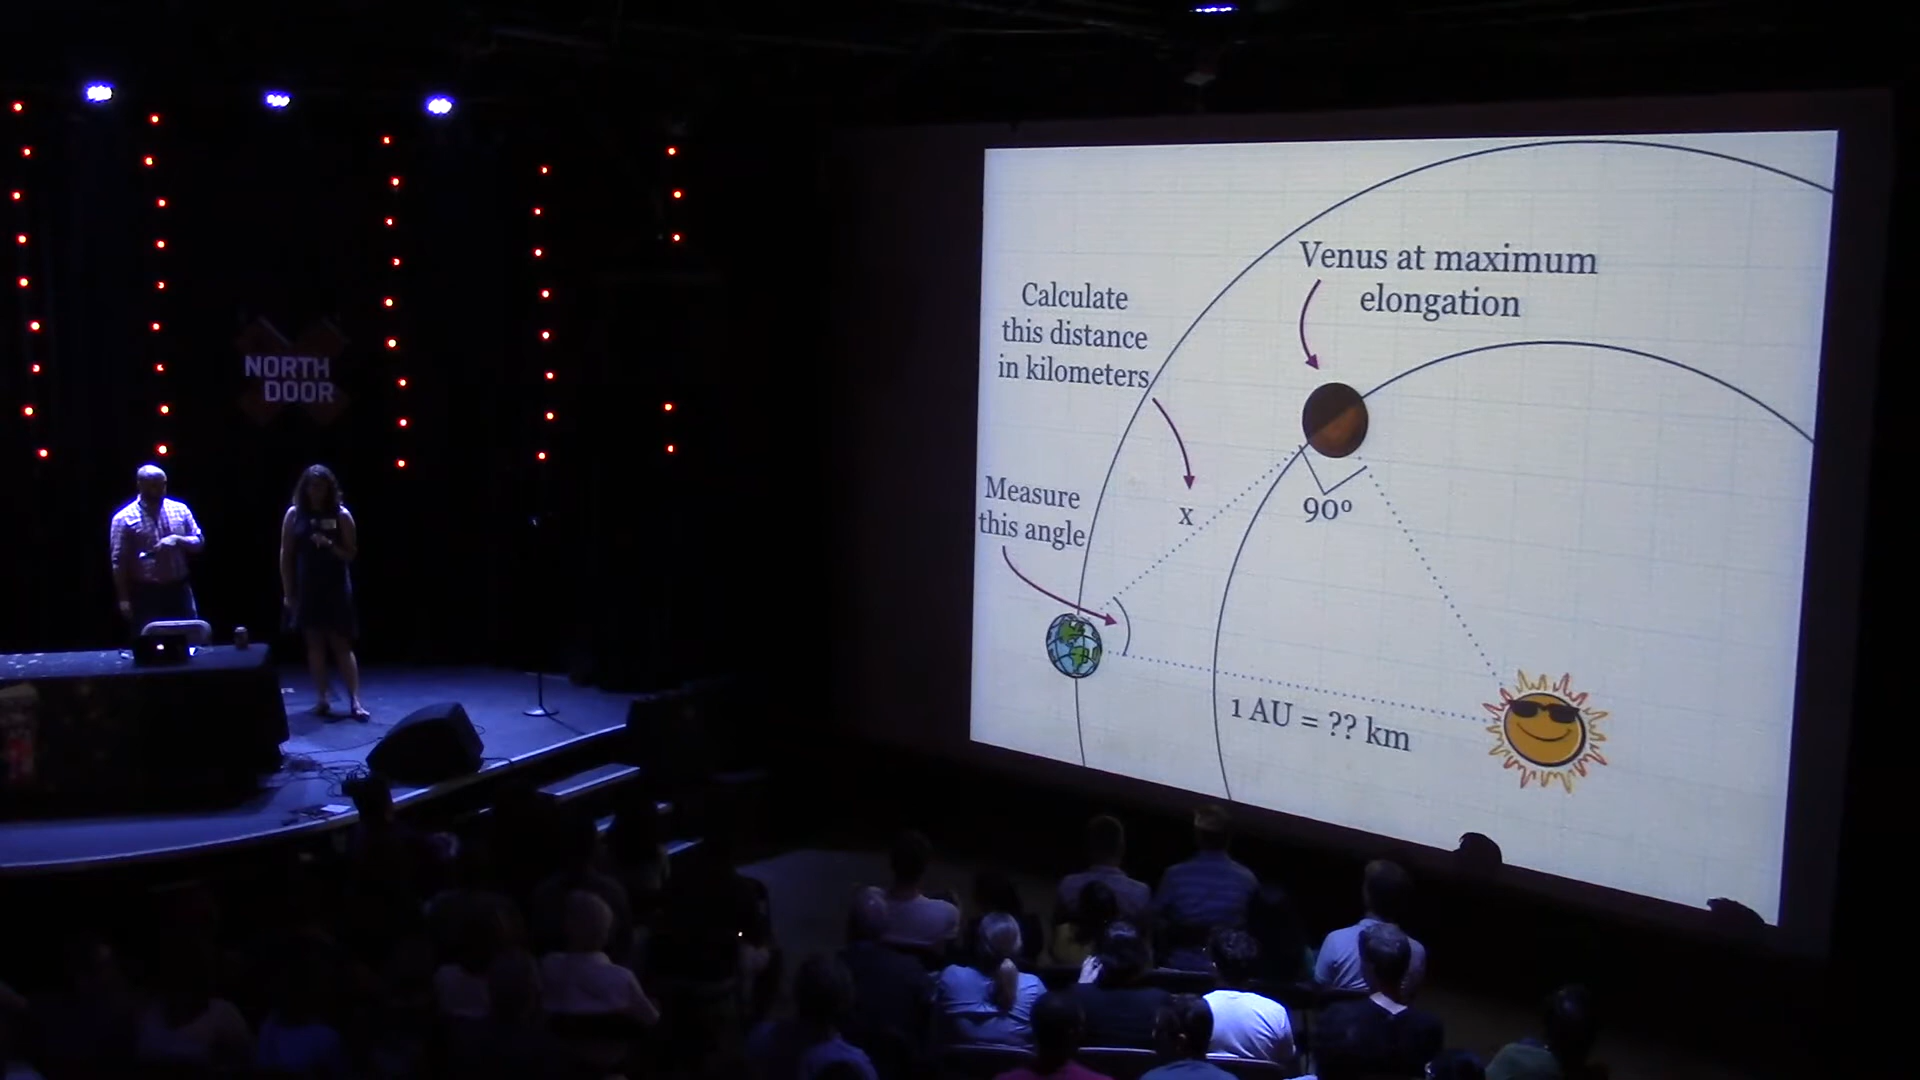 NORTH
DOOR
Venus at maximum
elongation
Calculate
this distance
in kilometers
Measure
this angle
x
90º
1 AU = ?? km